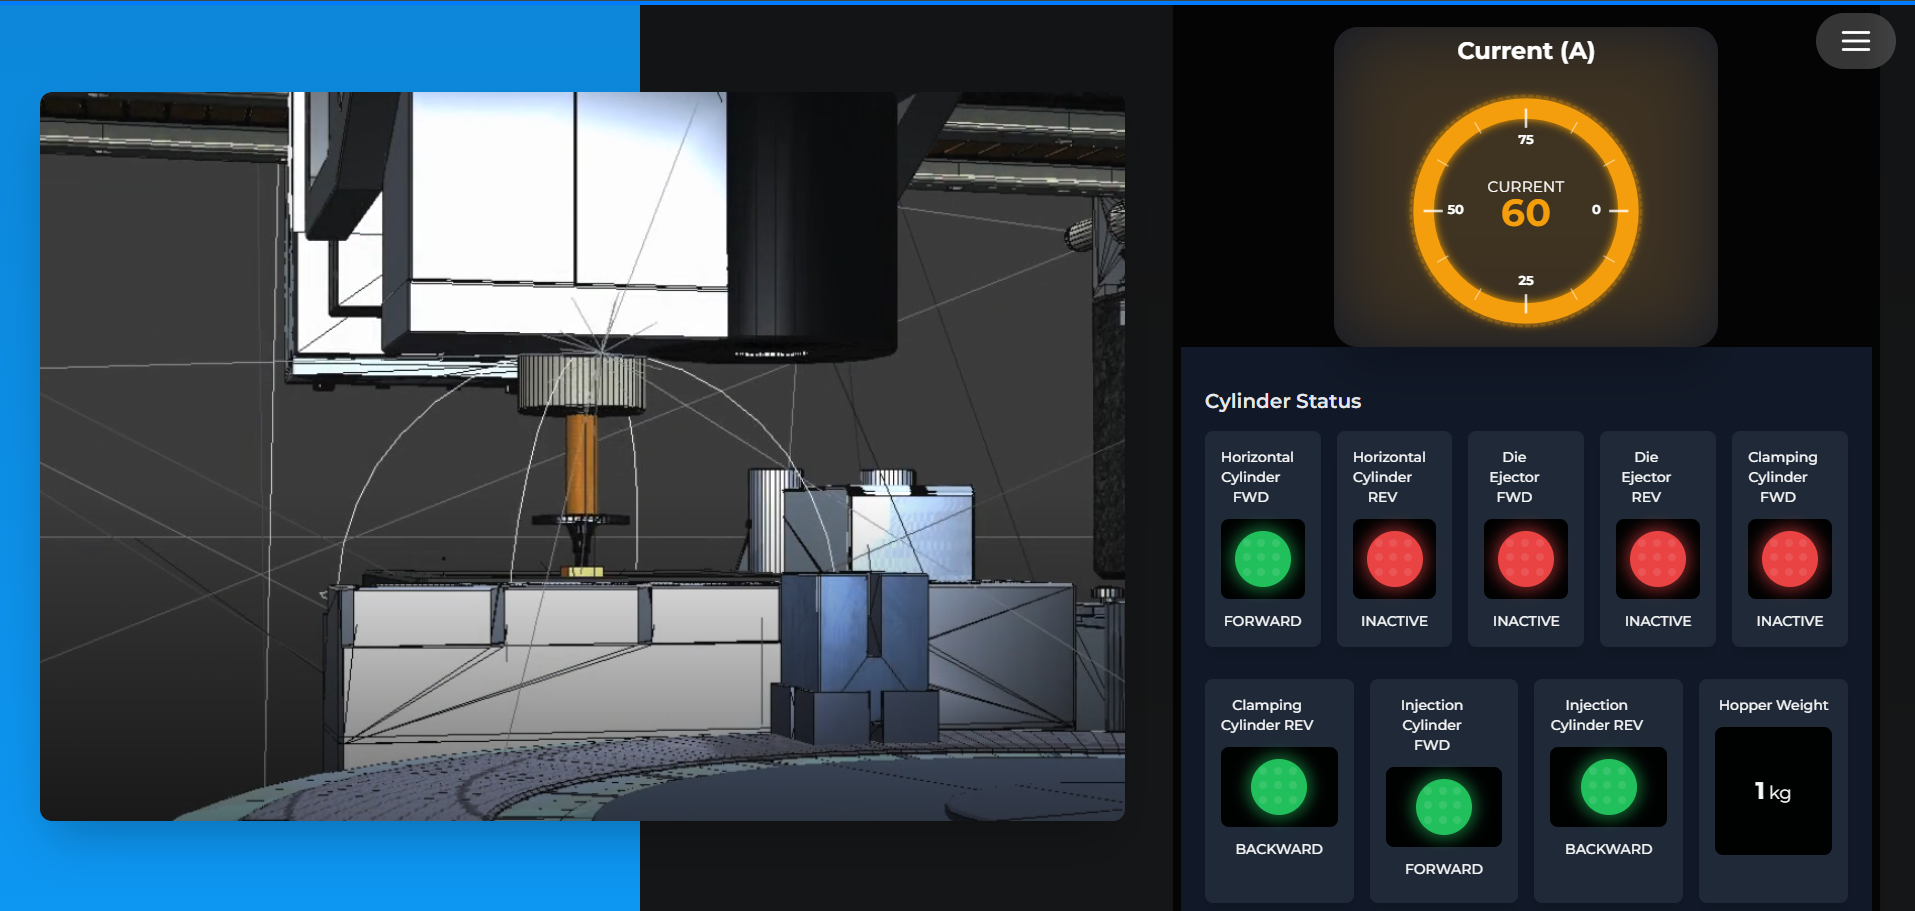 Current (A)
75
CURRENT
50
60
0
25
Cylinder Status
Horizontal
Cylinder
FWD
FORWARD
Horizontal
Cylinder
REV
INACTIVE
Die
Ejector
FWD
INACTIVE
Die
Ejector
REV
INACTIVE
Clamping
Cylinder
FWD
INACTIVE
Clamping
Cylinder REV
BACKWARD
Injection
Cylinder
FWD
FORWARD
Injection
Cylinder REV
BACKWARD
Hopper Weight
1 kg